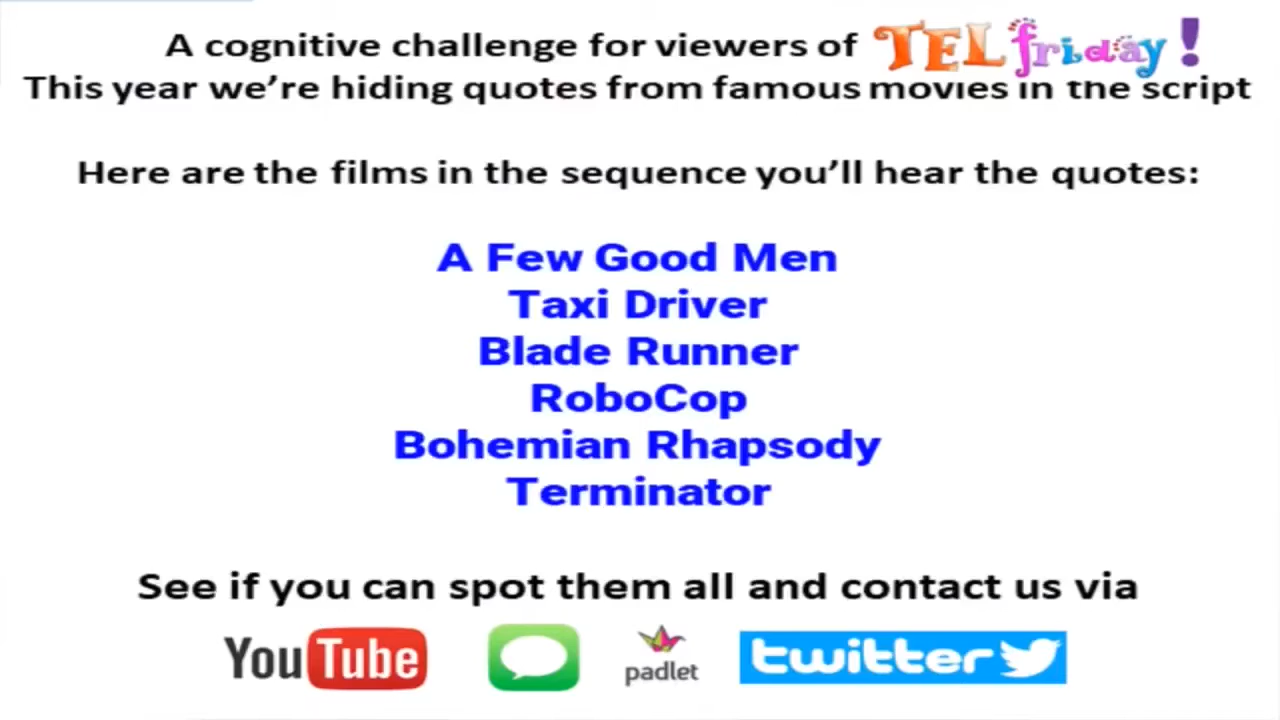 A cognitive challenge for viewers of TEL friday!
This year we're hiding quotes from famous movies in the script
Here are the films in the sequence you'll hear the quotes:
A Few Good Men
Taxi Driver
Blade Runner
RoboCop
Bohemian Rhapsody
Terminator
See if you can spot them all and contact us via
YouTube padlet twitter